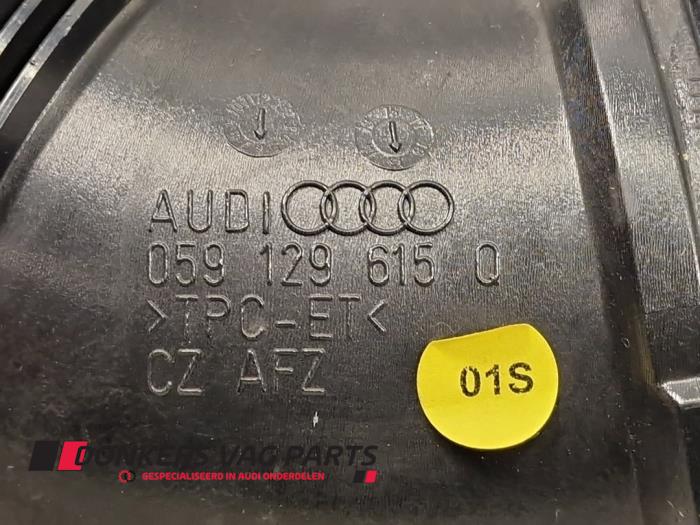 AUDI
059 129 615 Q
>TPC-ET<
CZ AFZ
01S
DONKERS VAG PARTS
GESPECIALISEERD IN AUDI ONDERDELEN